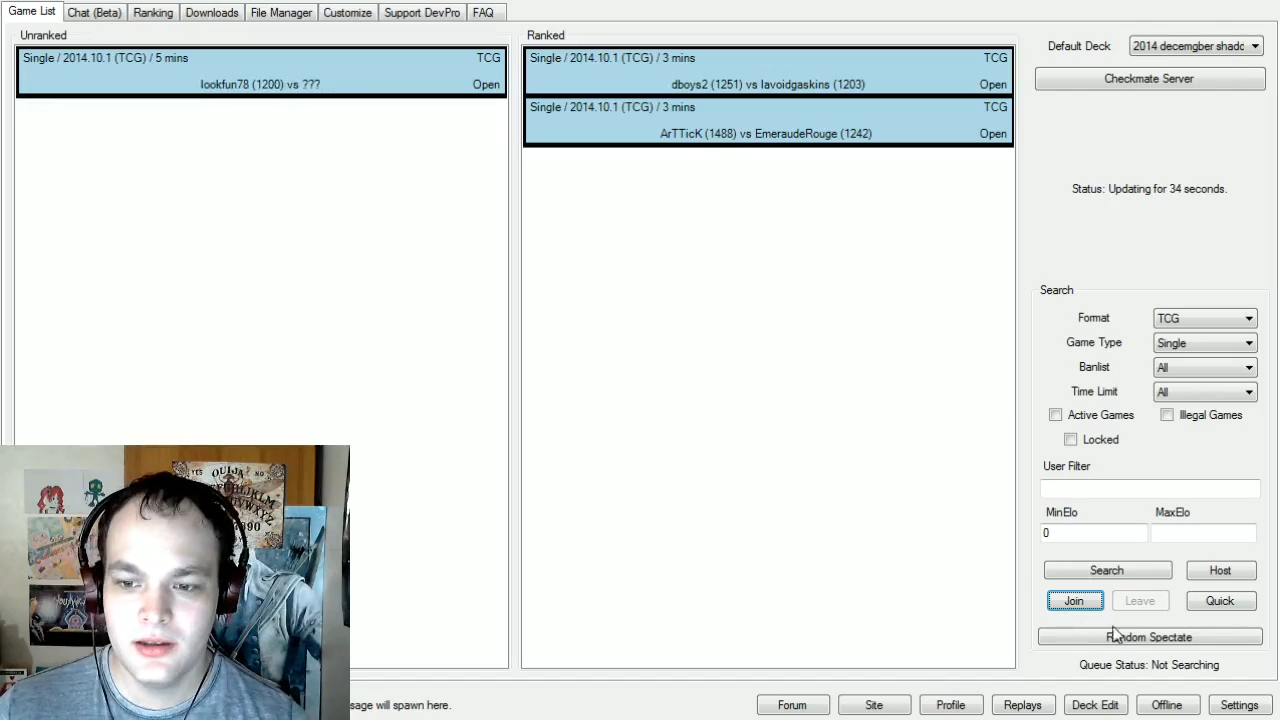 Game List Chat (Beta) Ranking Downloads File Manager Customize Support DevPro FAQ
Unranked
Single / 2014.10.1 (TCG) / 5 mins TCG
lookfun78 (1200) vs ??? Open
Ranked
Single / 2014.10.1 (TCG) / 3 mins TCG
dboys2 (1251) vs lavoidgaskins (1203) Open
Single / 2014.10.1 (TCG) / 3 mins TCG
ArTTicK (1488) vs EmeraudeRouge (1242) Open
Default Deck 2014 decemgber shadc
Checkmate Server
Status: Updating for 34 seconds.
Search
Format TCG
Game Type Single
Banlist All
Time Limit All
Active Games Illegal Games
Locked
User Filter
MinElo MaxElo
0
Search Host
Join Leave Quick
Random Spectate
Queue Status: Not Searching
OUIJA
YES NO
sage will spawn here.
Forum Site Profile Replays Deck Edit Offline Settings